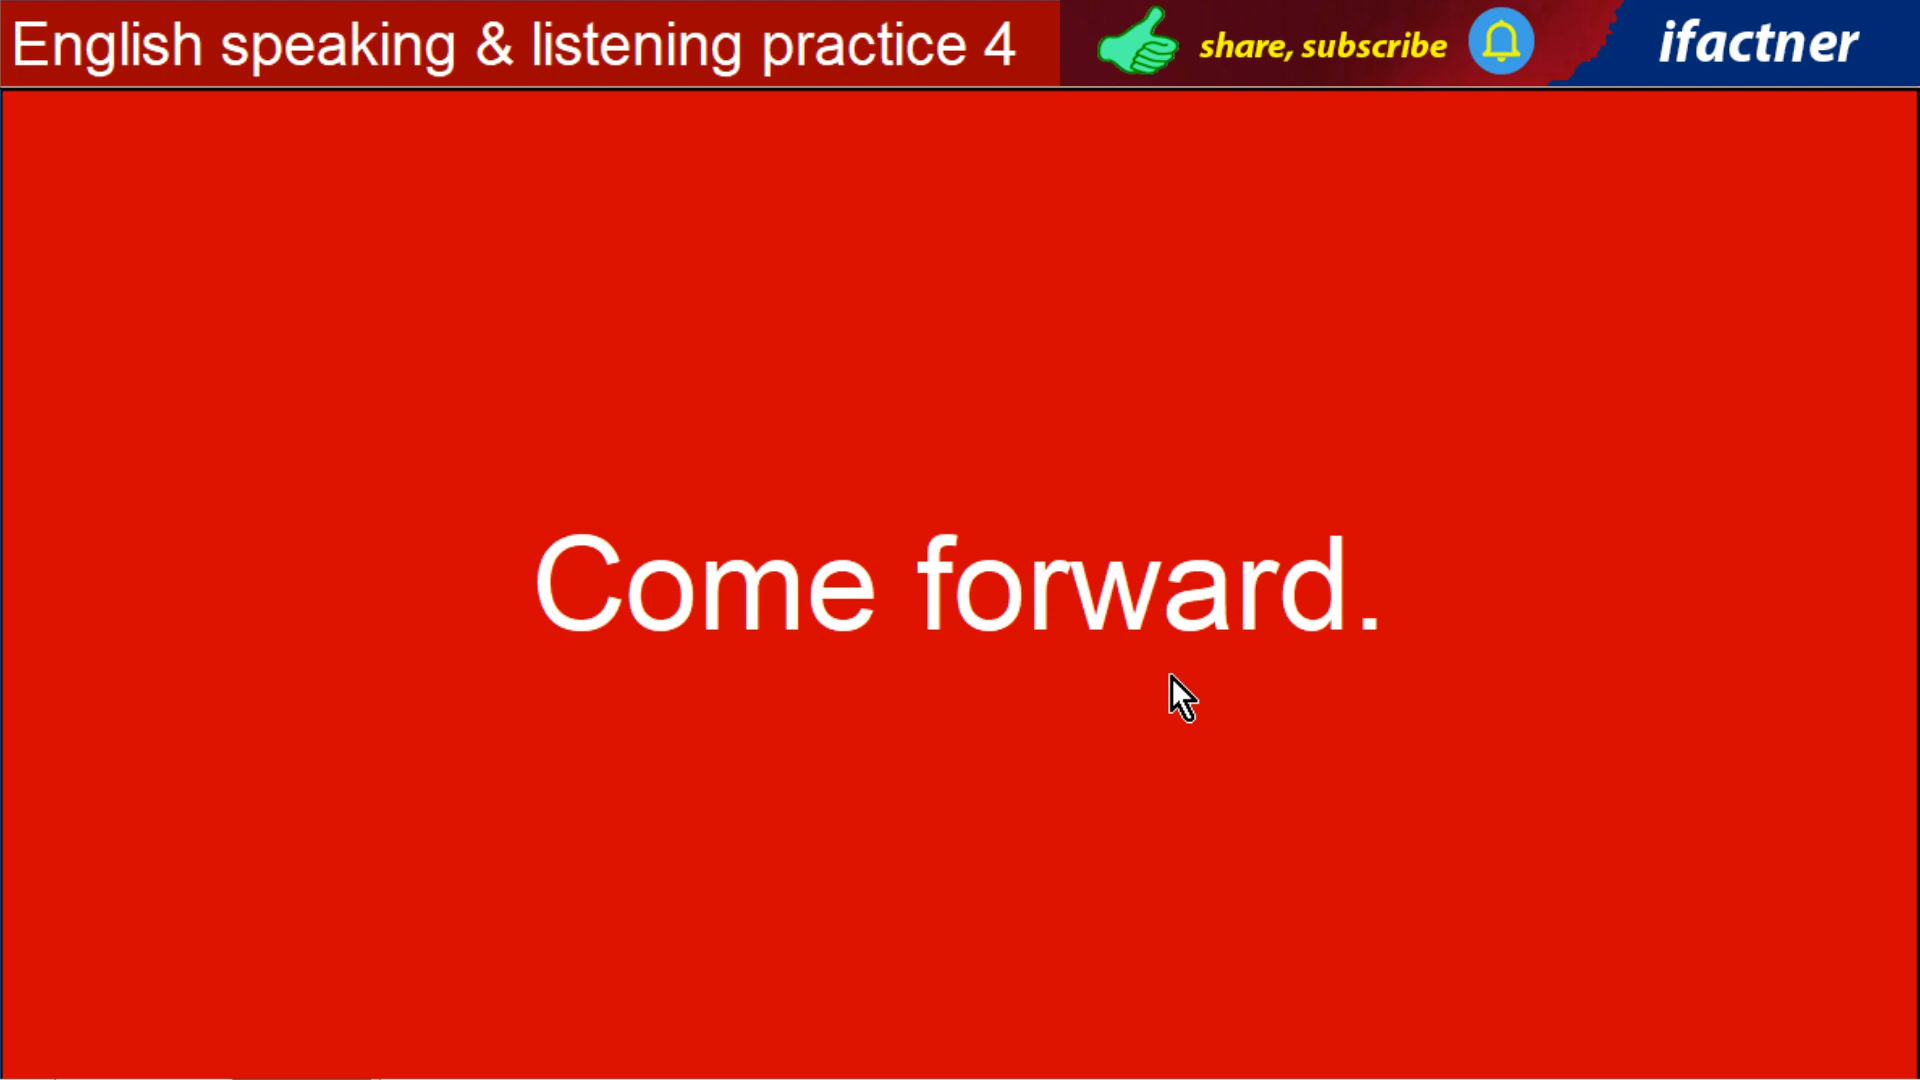 English speaking & listening practice 4
share, subscribe
ifactner
Come forward.